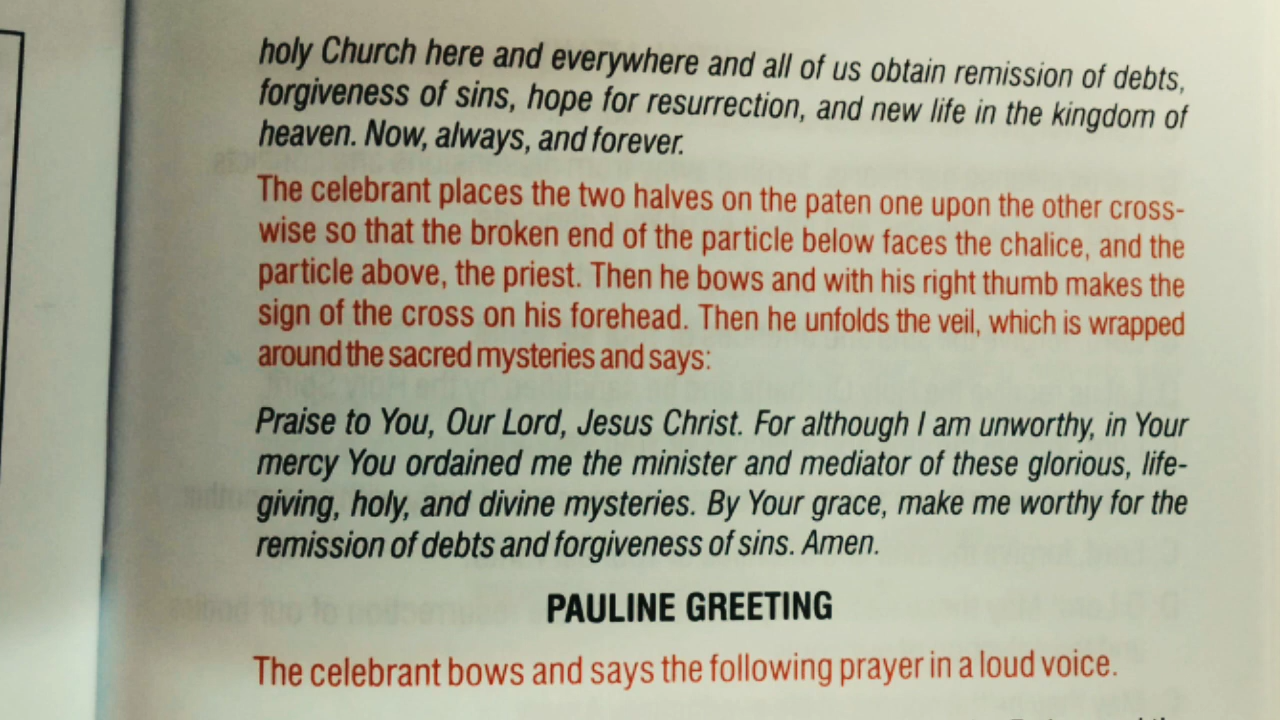 holy Church here and everywhere and all of us obtain remission of debts,
forgiveness of sins, hope for resurrection, and new life in the kingdom of
heaven. Now, always, and forever.
The celebrant places the two halves on the paten one upon the other cross-
wise so that the broken end of the particle below faces the chalice, and the
particle above, the priest. Then he bows and with his right thumb makes the
sign of the cross on his forehead. Then he unfolds the veil, which is wrapped
around the sacred mysteries and says:
Praise to You, Our Lord, Jesus Christ. For although I am unworthy, in Your
mercy You ordained me the minister and mediator of these glorious, life-
giving, holy, and divine mysteries. By Your grace, make me worthy for the
remission of debts and forgiveness of sins. Amen.
PAULINE GREETING
The celebrant bows and says the following prayer in a loud voice.